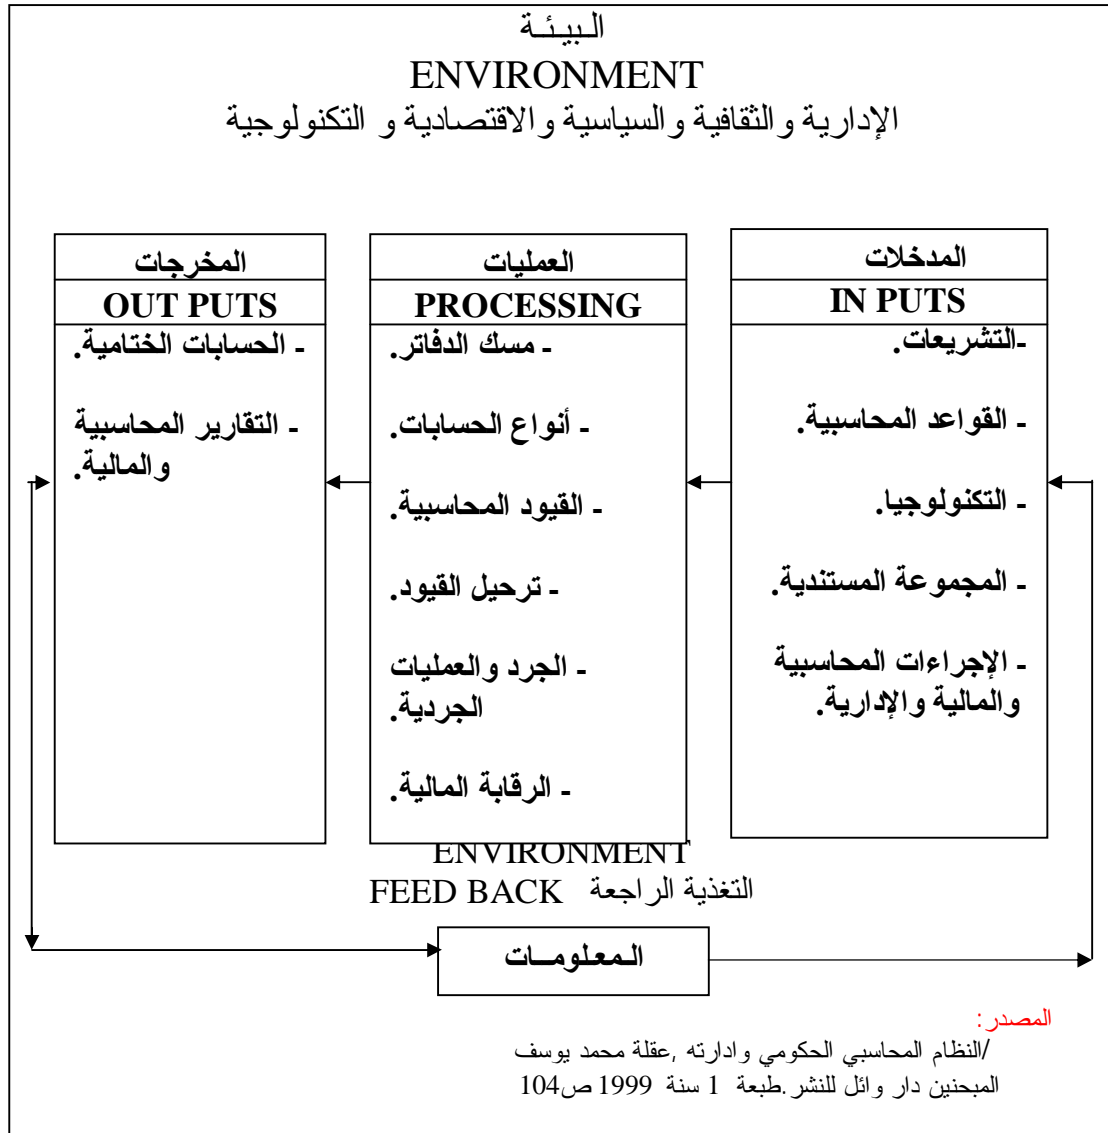 البيئة
ENVIRONMENT
الإدارية والثقافية والسياسية والاقتصادية و التكنولوجية
المدخلات
IN PUTS
-التشريعات.
- القواعد المحاسبية.
- التكنولوجيا.
- المجموعة المستندية.
- الإجراءات المحاسبية
والمالية والإدارية.
العمليات
PROCESSING
- مسك الدفاتر.
- أنواع الحسابات.
- القيود المحاسبية.
- ترحيل القيود.
- الجرد والعمليات
الجردية.
- الرقابة المالية.
المخرجات
OUT PUTS
- الحسابات الختامية.
- التقارير المحاسبية
والمالية.
ENVIRONMENT
التغذية الراجعة FEED BACK
المعلومات
المصدر:
/النظام المحاسبي الحكومي وادارته ,عقلة محمد يوسف
المبحنين دار وائل للنشر.طبعة 1 سنة 1999 ص104